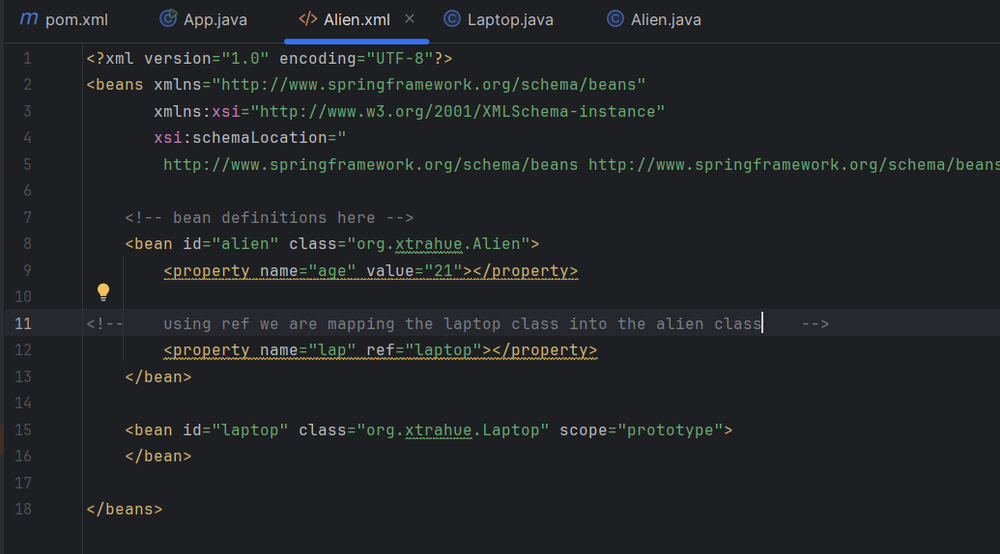 pom.xml App.java Alien.xml Laptop.java Alien.java
1 <?xml version="1.0" encoding="UTF-8"?>
2 <beans xmlns="http://www.springframework.org/schema/beans"
3 xmlns:xsi="http://www.w3.org/2001/XMLSchema-instance"
4 xsi:schemaLocation="
5 http://www.springframework.org/schema/beans http://www.springframework.org/schema/beans
6
7 <!-- bean definitions here -->
8 <bean id="alien" class="org.xtrahue.Alien">
9 <property name="age" value="21"></property>
10
11 <!-- using ref we are mapping the laptop class into the alien class -->
12 <property name="lap" ref="laptop"></property>
13 </bean>
14
15 <bean id="laptop" class="org.xtrahue.Laptop" scope="prototype">
16 </bean>
17
18 </beans>